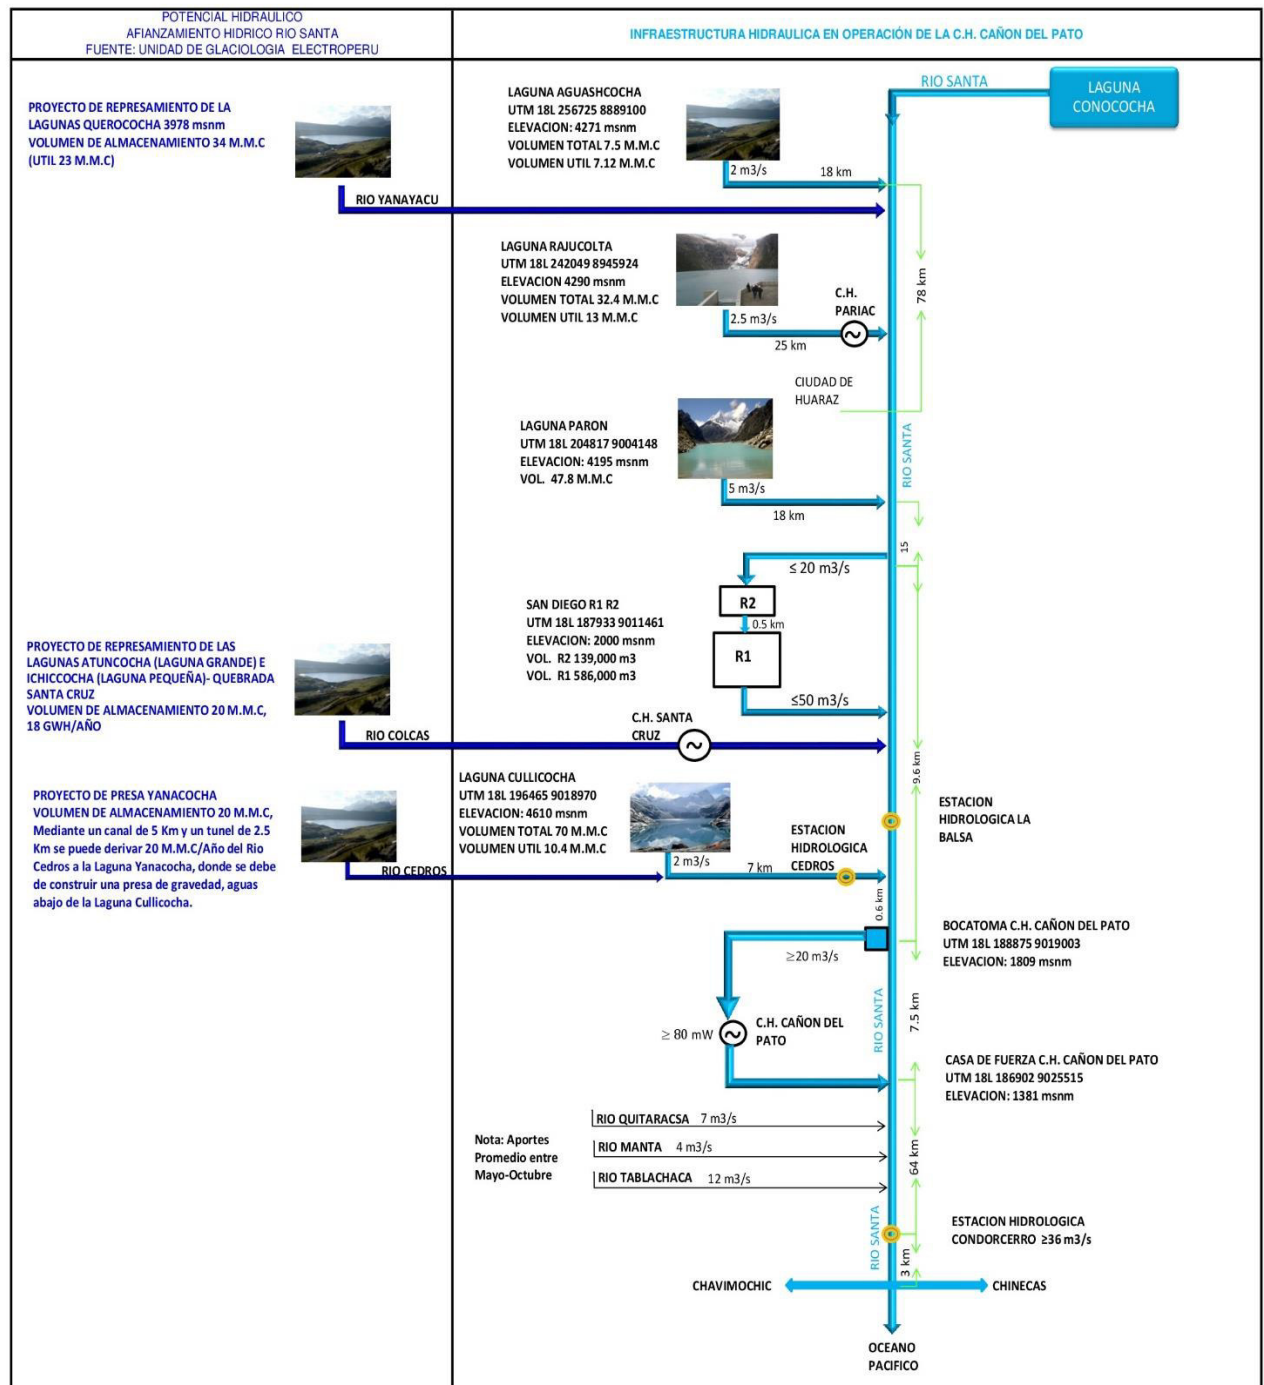 POTENCIAL HIDRAULICO
AFIANZAMIENTO HIDRICO RIO SANTA
FUENTE: UNIDAD DE GLACIOLOGIA ELECTROPERU
INFRAESTRUCTURA HIDRAULICA EN OPERACIÓN DE LA C.H. CAÑON DEL PATO
RIO SANTA
LAGUNA
CONOCOCHA
PROYECTO DE REPRESAMIENTO DE LA
LAGUNAS QUEROCOCHA 3978 msnm
VOLUMEN DE ALMACENAMIENTO 34 M.M.C
(UTIL 23 M.M.C)
RIO YANAYACU
LAGUNA AGUASHCOCHA
UTM 18L 256725 8889100
ELEVACION: 4271 msnm
VOLUMEN TOTAL 7.5 M.M.C
VOLUMEN UTIL 7.12 M.M.C
2 m3/s
18 km
LAGUNA RAJUCOLTA
UTM 18L 242049 8945924
ELEVACION 4290 msnm
VOLUMEN TOTAL 32.4 M.M.C
VOLUMEN UTIL 13 M.M.C
2.5 m3/s
25 km
C.H.
PARIAC
78 km
CIUDAD DE
HUARAZ
LAGUNA PARON
UTM 18L 204817 9004148
ELEVACION: 4195 msnm
VOL. 47.8 M.M.C
5 m3/s
18 km
RIO SANTA
15
≤ 20 m3/s
R2
0.5 km
R1
≤50 m3/s
SAN DIEGO R1 R2
UTM 18L 187933 9011461
ELEVACION: 2000 msnm
VOL. R2 139,000 m3
VOL. R1 586,000 m3
PROYECTO DE REPRESAMIENTO DE LAS
LAGUNAS ATUNCOCHA (LAGUNA GRANDE) E
ICHICCOCHA (LAGUNA PEQUEÑA)- QUEBRADA
SANTA CRUZ
VOLUMEN DE ALMACENAMIENTO 20 M.M.C,
18 GWH/AÑO
RIO COLCAS
C.H. SANTA
CRUZ
9.6 km
PROYECTO DE PRESA YANACOCHA
VOLUMEN DE ALMACENAMIENTO 20 M.M.C,
Mediante un canal de 5 Km y un tunel de 2.5
Km se puede derivar 20 M.M.C/Año del Rio
Cedros a la Laguna Yanacocha, donde se debe
de construir una presa de gravedad, aguas
abajo de la Laguna Cullicocha.
RIO CEDROS
LAGUNA CULLICOCHA
UTM 18L 196465 9018970
ELEVACION: 4610 msnm
VOLUMEN TOTAL 70 M.M.C
VOLUMEN UTIL 10.4 M.M.C
2 m3/s
7 km
ESTACION
HIDROLOGICA
CEDROS
ESTACION
HIDROLOGICA LA
BALSA
0.6 km
BOCATOMA C.H. CAÑON DEL PATO
UTM 18L 188875 9019003
ELEVACION: 1809 msnm
≥20 m3/s
RIO SANTA
7.5 km
≥ 80 mW
C.H. CAÑON DEL
PATO
CASA DE FUERZA C.H. CAÑON DEL PATO
UTM 18L 186902 9025515
ELEVACION: 1381 msnm
Nota: Aportes
Promedio entre
Mayo-Octubre
RIO QUITARACSA 7 m3/s
RIO MANTA 4 m3/s
RIO TABLACHACA 12 m3/s
64 km
RIO SANTA
ESTACION HIDROLOGICA
CONDORCERRO ≥36 m3/s
3 km
CHAVIMOCHIC
CHINECAS
OCEANO
PACIFICO